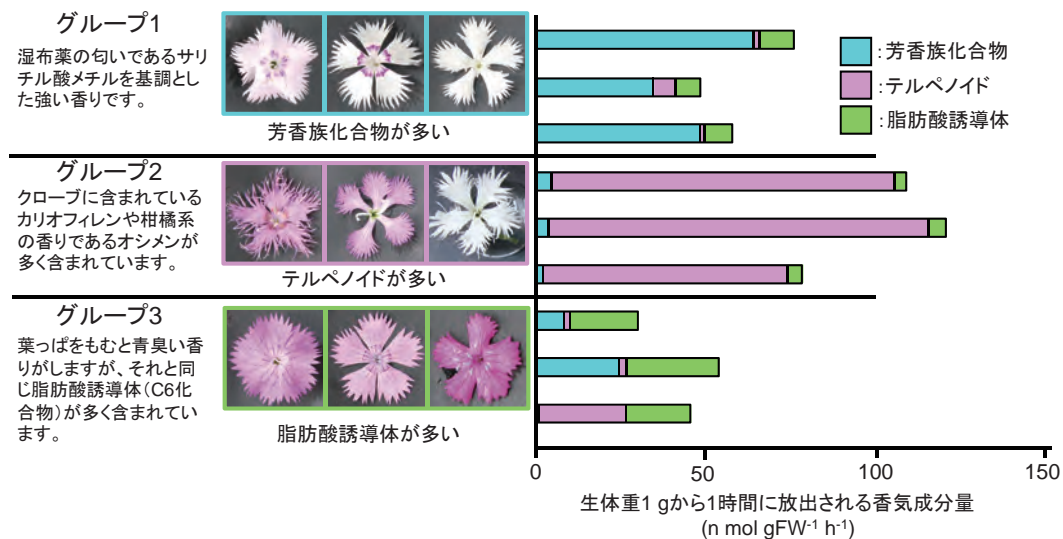 グループ1
湿布薬の匂いであるサリ
チル酸メチルを基調とした
強い香りです。
芳香族化合物が多い
:芳香族化合物
:テルペノイド
:脂肪酸誘導体
グループ2
クローブに含まれている
カリオフィレンや柑橘系
の香りであるオシメンが
多く含まれています。
テルペノイドが多い
グループ3
葉っぱをもむと青臭い香
りがしますが、それと同
じ脂肪酸誘導体(C6化
合物)が多く含まれてい
ます。
脂肪酸誘導体が多い
0 50 100 150
生体重1 gから1時間に放出される香気成分量
(n mol gFW⁻¹ h⁻¹)